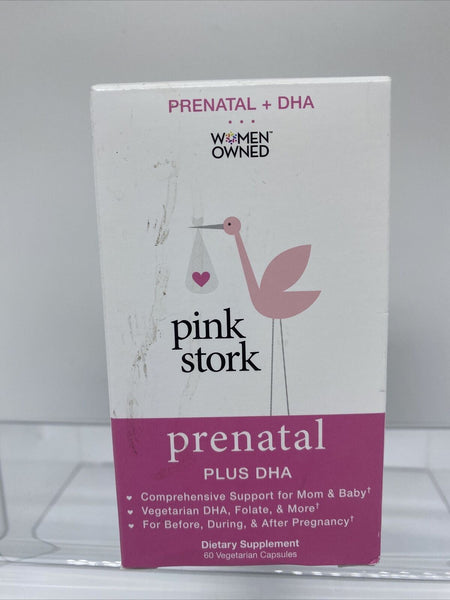 PRENATAL + DHA
WOMEN™
OWNED
pink
stork
prenatal
PLUS DHA
Comprehensive Support for Mom & Baby†
Vegetarian DHA, Folate, & More†
For Before, During, & After Pregnancy†
Dietary Supplement
60 Vegetarian Capsules